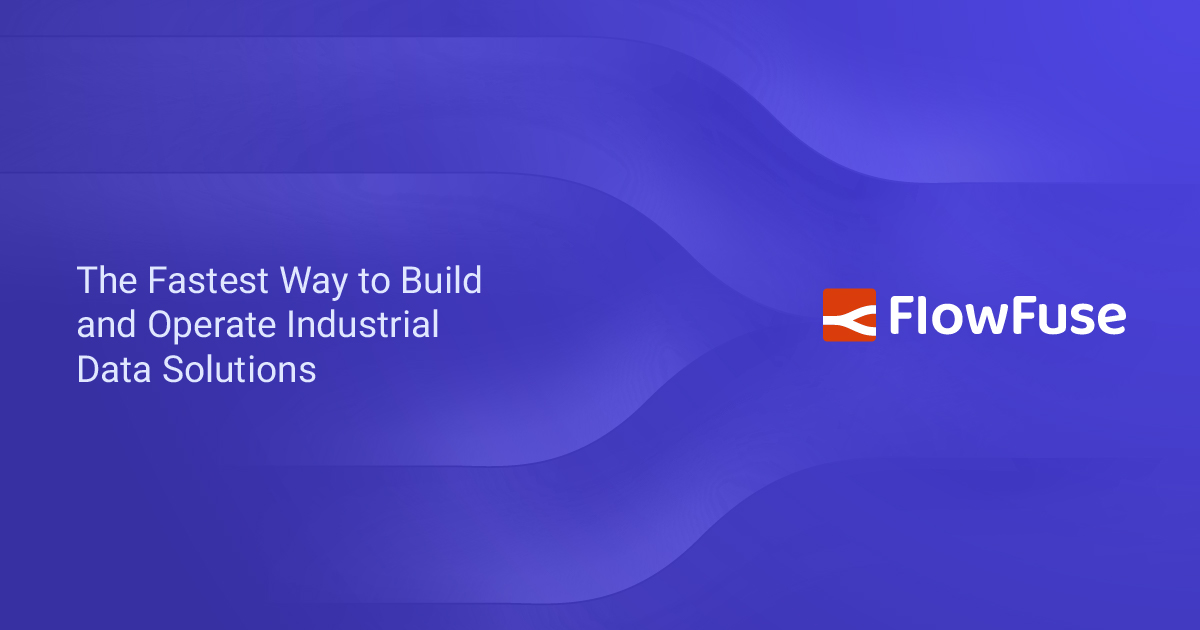 The Fastest Way to Build
and Operate Industrial
Data Solutions
FlowFuse